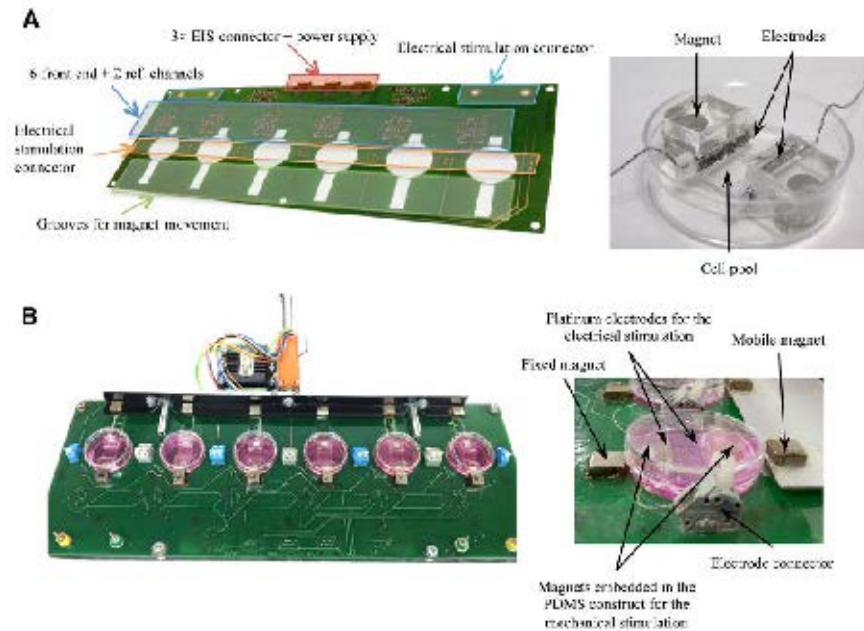 A
3x EIS connector – power supply
Electrical stimulation connector
6 front end + 2 ref. channels
Electrical
stimulation
connector
Grooves for magnet movement
Magnet
Electrodes
Cell pool
B
Platinum electrodes for the
electrical stimulation
Mobile magnet
Fixed magnet
Electrode connector
Magnets embedded in the
PDMS construct for the
mechanical stimulation